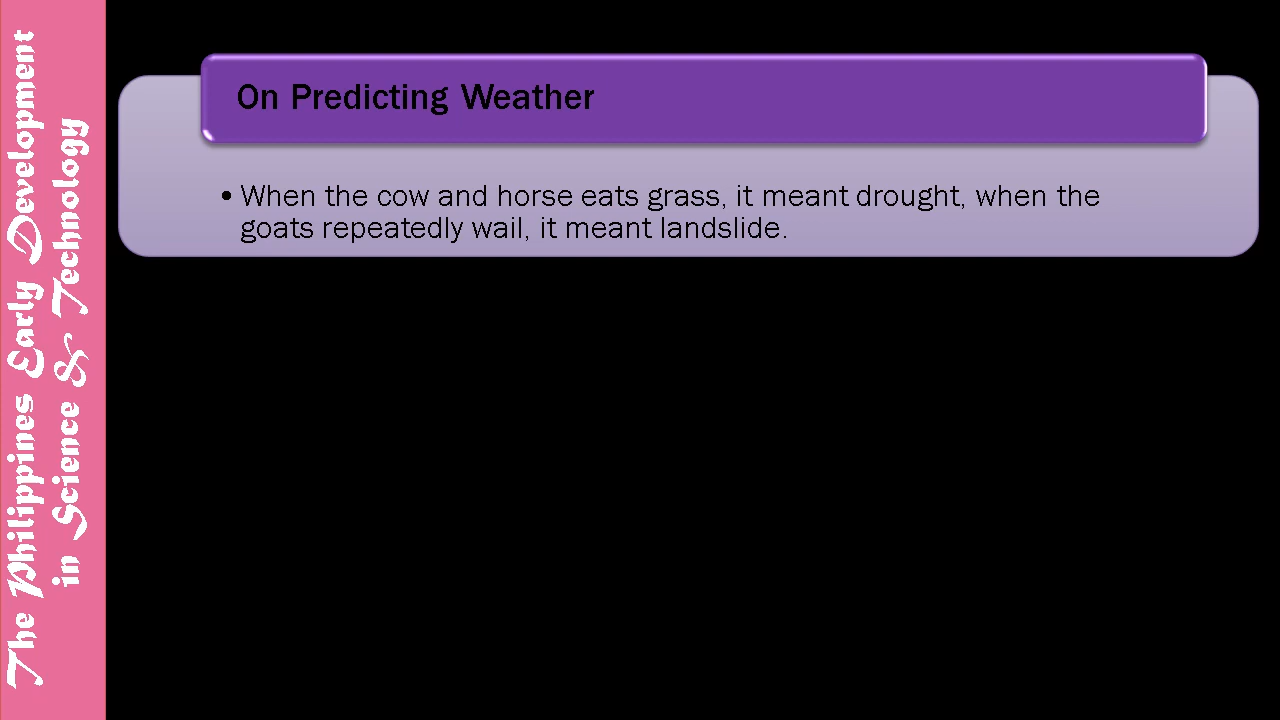 The Philippines Early Development
in Science & Technology
On Predicting Weather
• When the cow and horse eats grass, it meant drought, when the
goats repeatedly wail, it meant landslide.